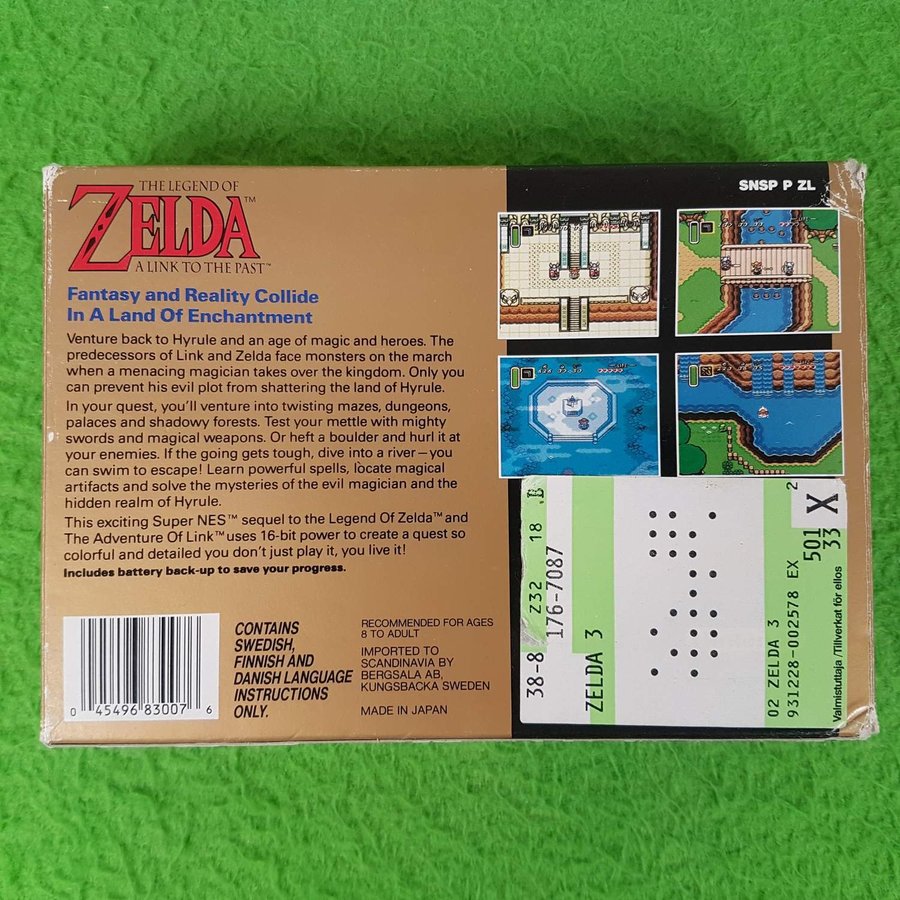 THE LEGEND OF
ZELDA™
A LINK TO THE PAST™
Fantasy and Reality Collide
In A Land Of Enchantment
Venture back to Hyrule and an age of magic and heroes. The
predecessors of Link and Zelda face monsters on the march
when a menacing magician takes over the kingdom. Only you
can prevent his evil plot from shattering the land of Hyrule.
In your quest, you'll venture into twisting mazes, dungeons,
palaces and shadowy forests. Test your mettle with mighty
swords and magical weapons. Or heft a boulder and hurl it at
your enemies. If the going gets tough, dive into a river—you
can swim to escape! Learn powerful spells, locate magical
artifacts and solve the mysteries of the evil magician and the
hidden realm of Hyrule.
This exciting Super NES™ sequel to the Legend Of Zelda™ and
The Adventure Of Link™ uses 16-bit power to create a quest so
colorful and detailed you don't just play it, you live it!
Includes battery back-up to save your progress.
0 45496 83007 6
CONTAINS
SWEDISH,
FINNISH AND
DANISH LANGUAGE
INSTRUCTIONS
ONLY.
RECOMMENDED FOR AGES
8 TO ADULT
IMPORTED TO
SCANDINAVIA BY
BERGSALA AB,
KUNGSBACKA SWEDEN
MADE IN JAPAN
SNSP P ZL
38-8 Z32 18
176-7087
ZELDA 3
02 ZELDA 3
931228-002578 EX 2
501 X
33
Valmistuttaja /Tillverkat för ellos